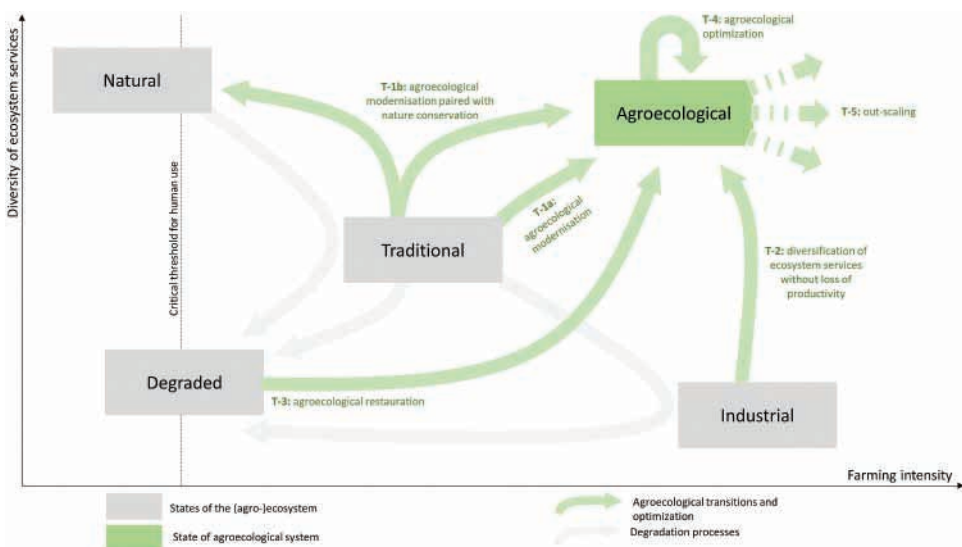 Diversity of ecosystem services
Natural
Critical threshold for human use
T-1b: agroecological
modernisation paired with
nature conservation
T-4: agroecological
optimization
Agroecological
T-5: out-scaling
Traditional
T-1a:
agroecological
modernisation
T-2: diversification of
ecosystem services
without loss of
productivity
Degraded
T-3: agroecological restauration
Industrial
Farming intensity
States of the (agro-)ecosystem
State of agroecological system
Agroecological transitions and
optimization
Degradation processes